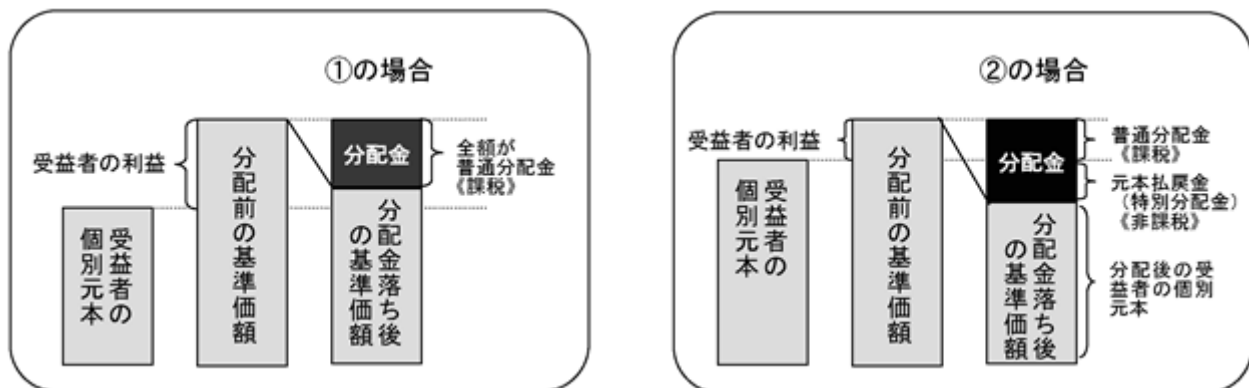 ①の場合
受益者の利益
受益者の
個別元本
分配前の基準価額
分配金
分配金落ち後
の基準価額
全額が
普通分配金
《課税》
②の場合
受益者の利益
受益者の
個別元本
分配前の基準価額
分配金
分配金落ち後
の基準価額
普通分配金
《課税》
元本払戻金
(特別分配金)
《非課税》
分配後の受
益者の個別
元本